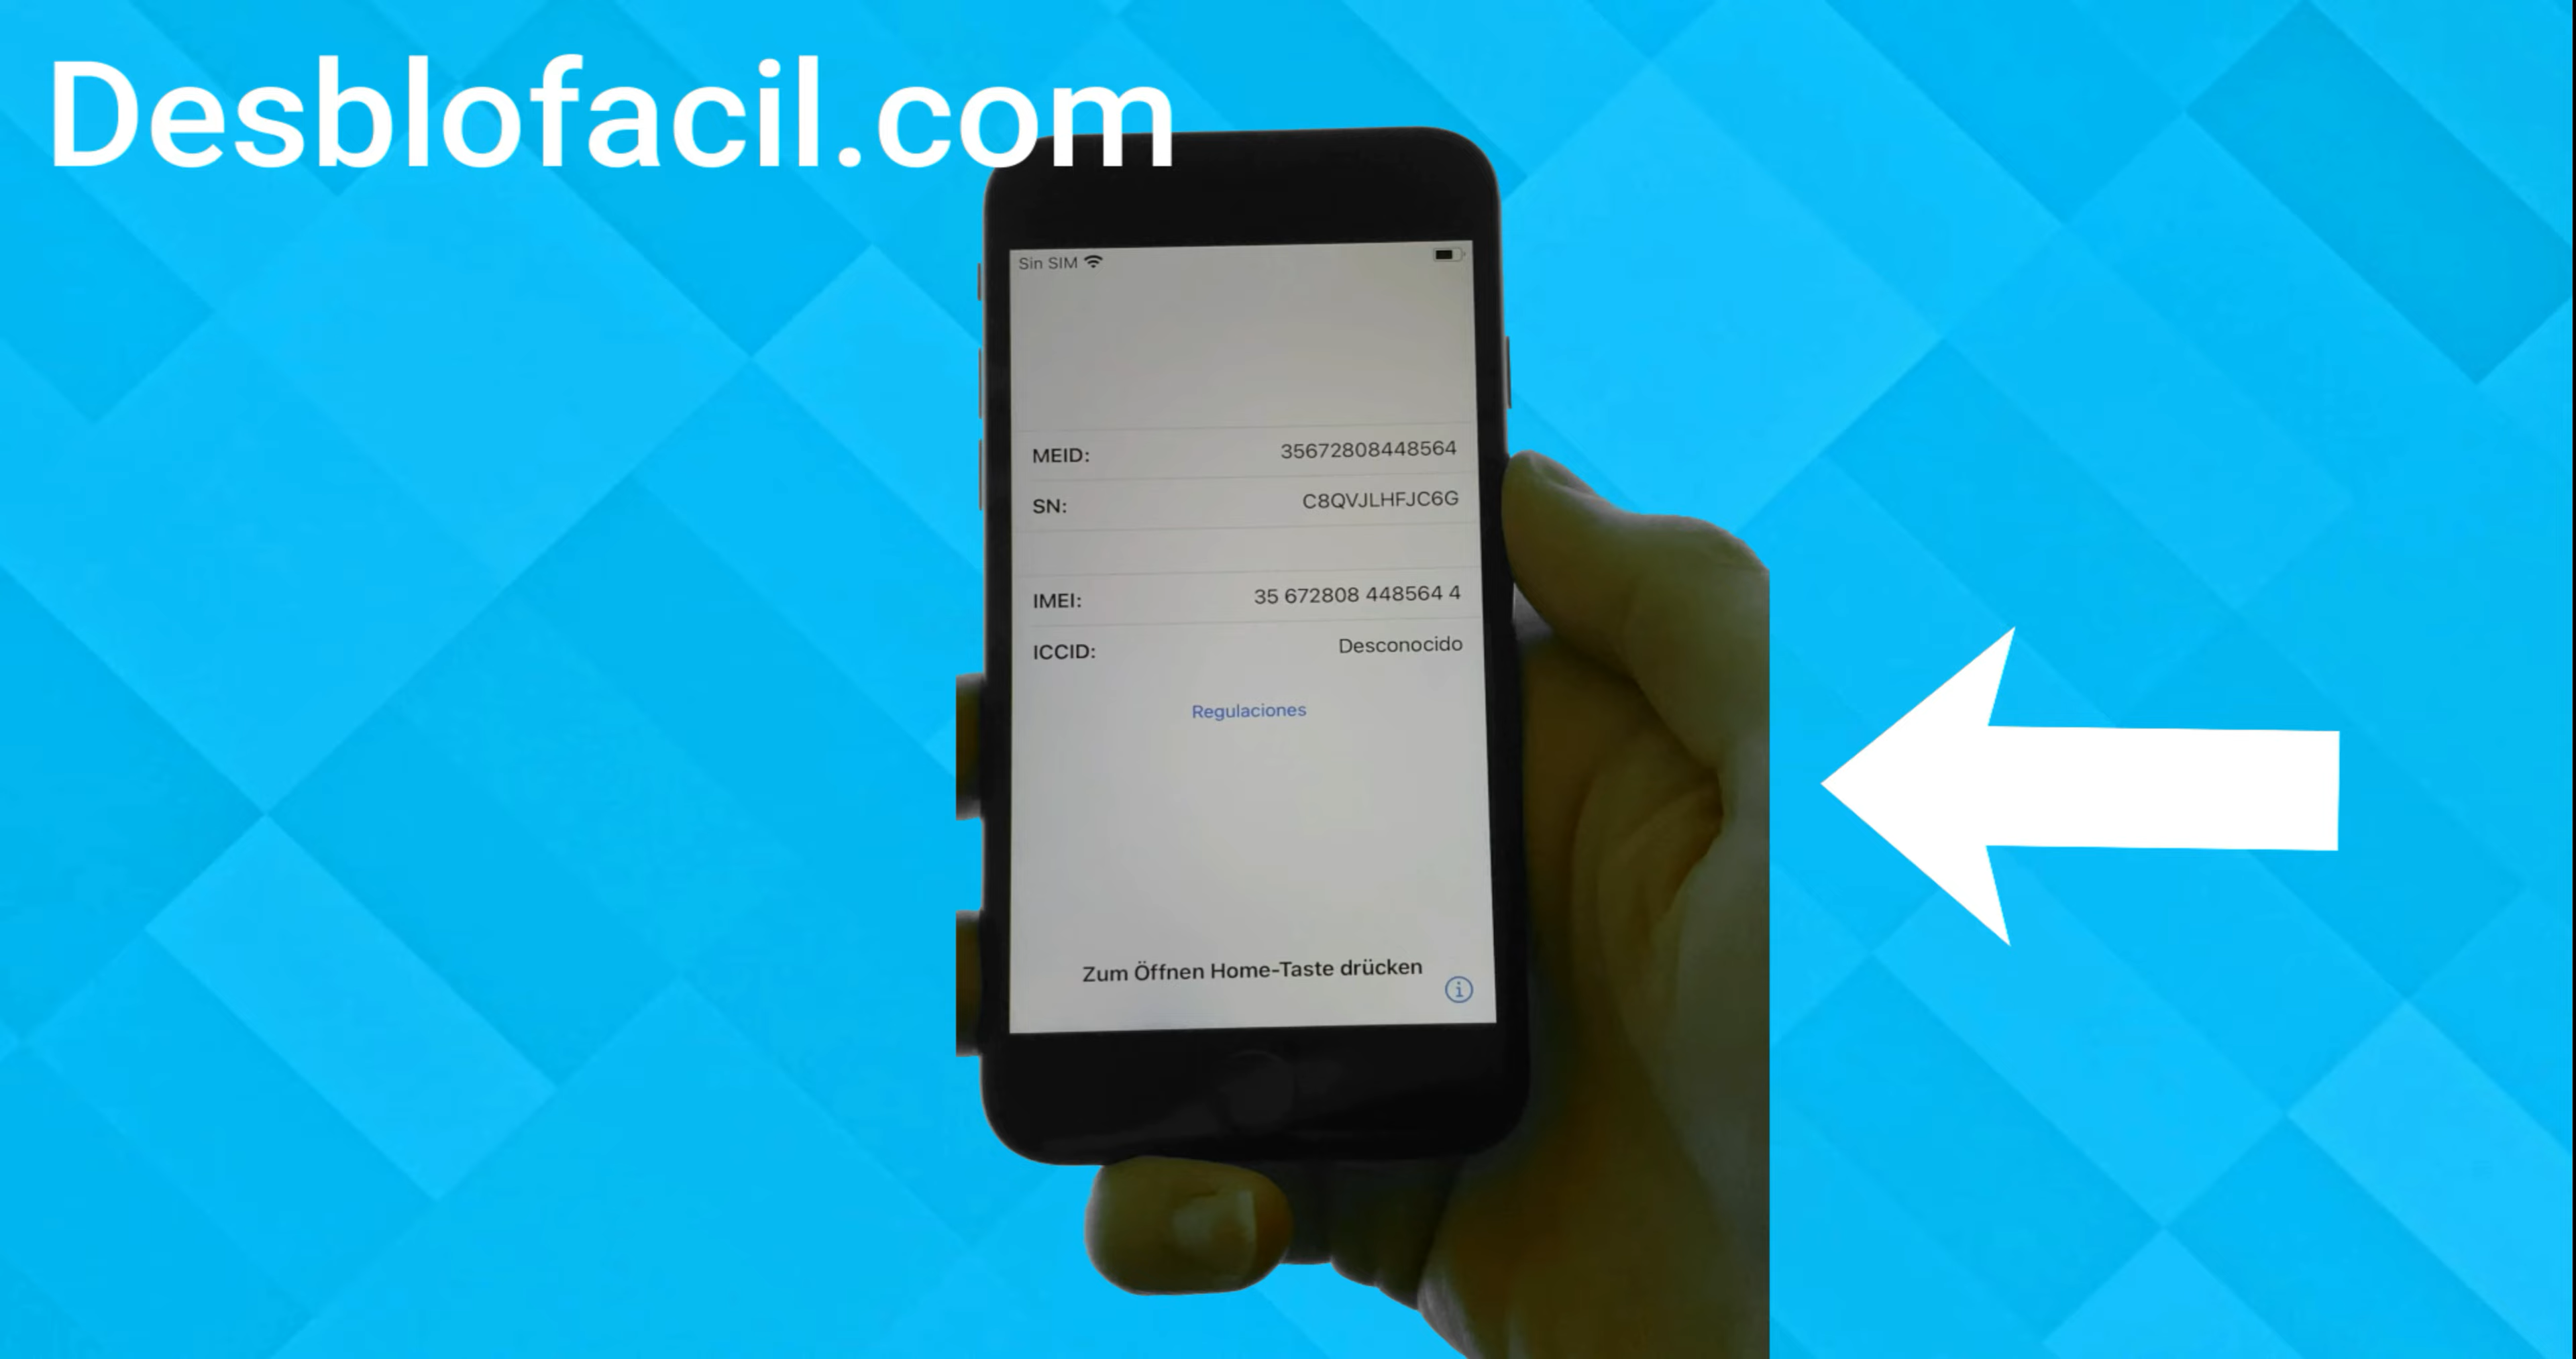 Desblofacil.com
Sin SIM
MEID: 35672808448564
SN: C8QVJLHFJC6G
IMEI: 35 672808 448564 4
ICCID: Desconocido
Regulaciones
Zum Öffnen Home-Taste drücken